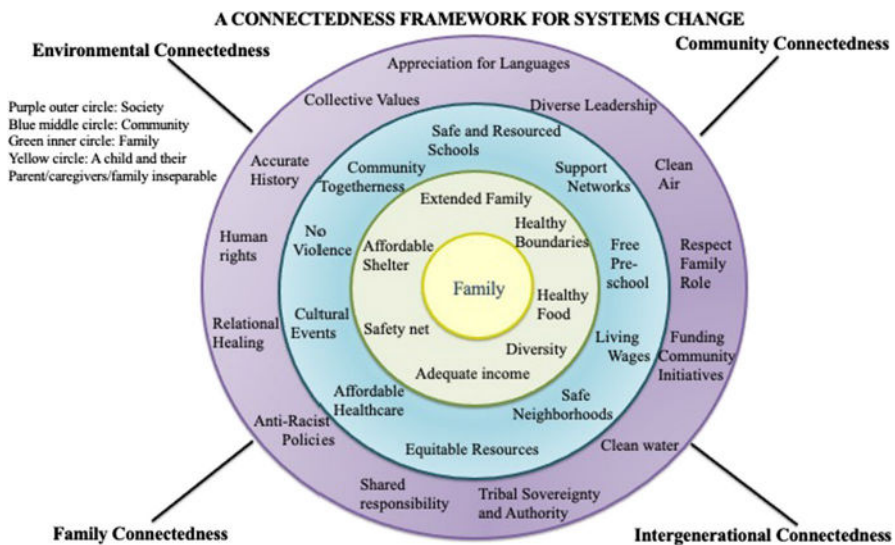 A CONNECTEDNESS FRAMEWORK FOR SYSTEMS CHANGE
Environmental Connectedness
Community Connectedness
Purple outer circle: Society
Blue middle circle: Community
Green inner circle: Family
Yellow circle: A child and their
Parent/caregivers/family inseparable
Appreciation for Languages
Collective Values
Diverse Leadership
Accurate
History
Clean
Air
Human
rights
Respect
Family
Role
Relational
Healing
Funding
Community
Initiatives
Anti-Racist
Policies
Clean water
Shared
responsibility
Tribal Sovereignty
and Authority
Safe and Resourced
Schools
Community
Togetherness
Support
Networks
No
Violence
Free
Pre-
school
Cultural
Events
Living
Wages
Affordable
Healthcare
Safe
Neighborhoods
Equitable Resources
Extended Family
Healthy
Boundaries
Affordable
Shelter
Healthy
Food
Safety net
Diversity
Adequate income
Family
Family Connectedness
Intergenerational Connectedness